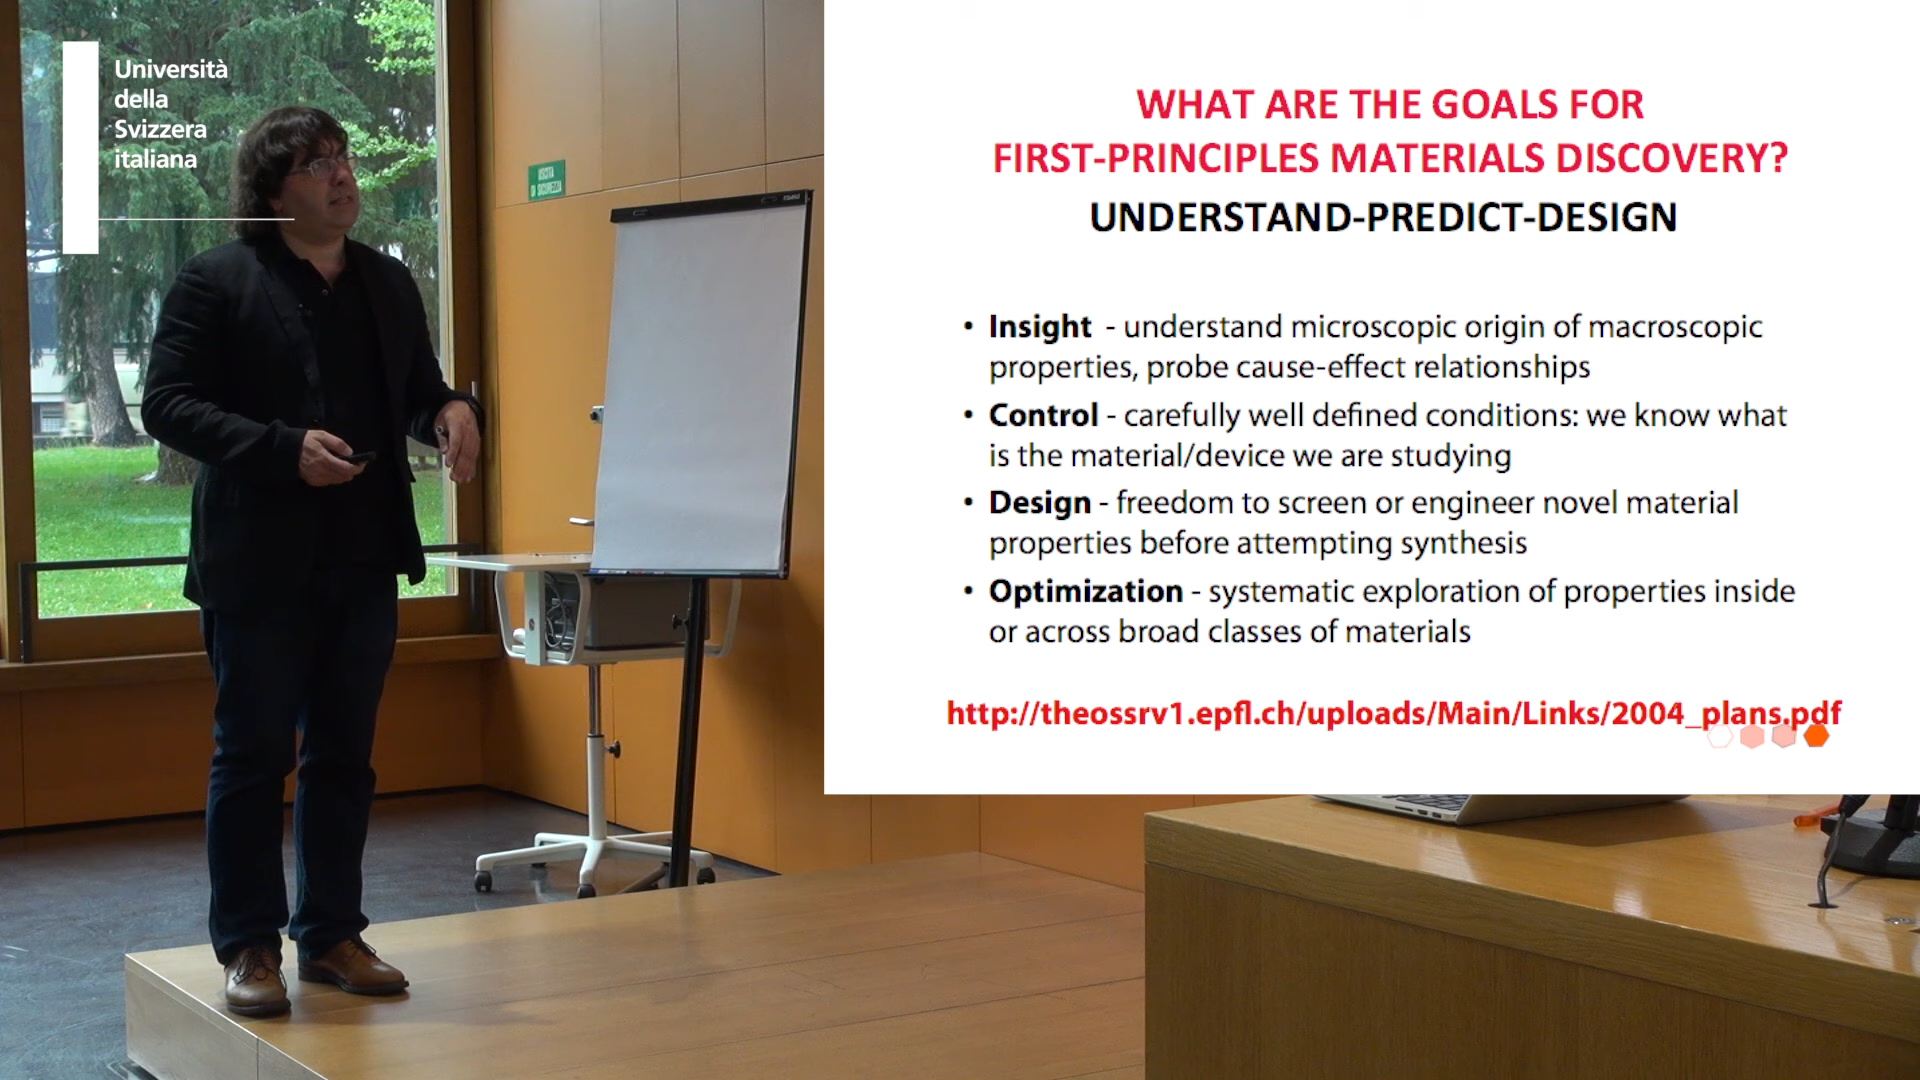 Università
della
Svizzera
italiana
USCITA
DI SICUREZZA
WHAT ARE THE GOALS FOR
FIRST-PRINCIPLES MATERIALS DISCOVERY?
UNDERSTAND-PREDICT-DESIGN
• Insight - understand microscopic origin of macroscopic
properties, probe cause-effect relationships
• Control - carefully well defined conditions: we know what
is the material/device we are studying
• Design - freedom to screen or engineer novel material
properties before attempting synthesis
• Optimization - systematic exploration of properties inside
or across broad classes of materials
http://theossrv1.epfl.ch/uploads/Main/Links/2004_plans.pdf